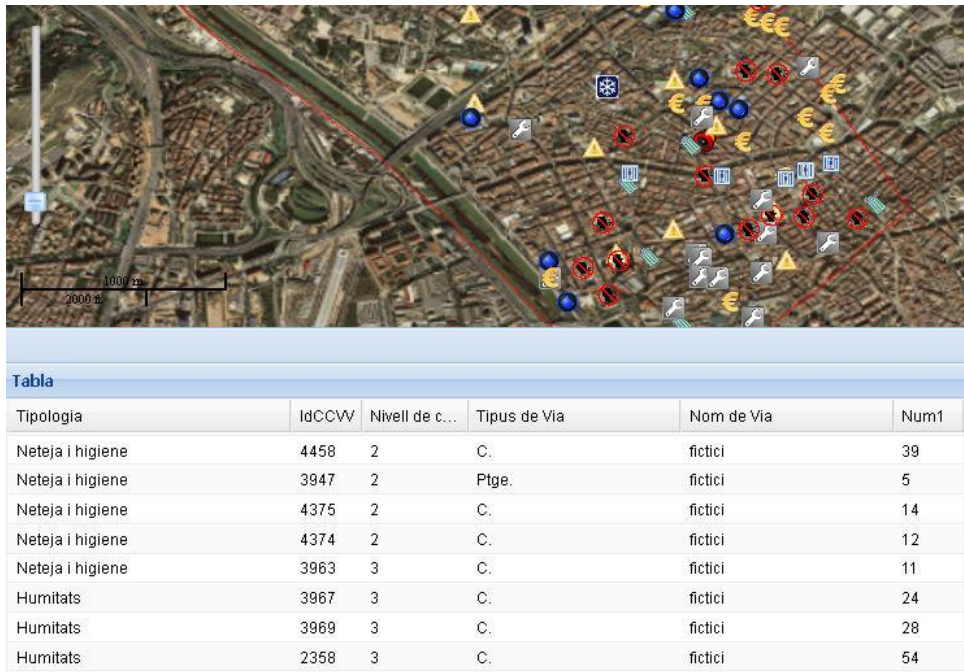 1000 m
2000 ft
Tabla
Tipologia IdCCVV Nivell de c... Tipus de Via Nom de Via Num1
Neteja i higiene 4458 2 C. fictici 39
Neteja i higiene 3947 2 Ptge. fictici 5
Neteja i higiene 4375 2 C. fictici 14
Neteja i higiene 4374 2 C. fictici 12
Neteja i higiene 3963 3 C. fictici 11
Humitats 3967 3 C. fictici 24
Humitats 3969 3 C. fictici 28
Humitats 2358 3 C. fictici 54